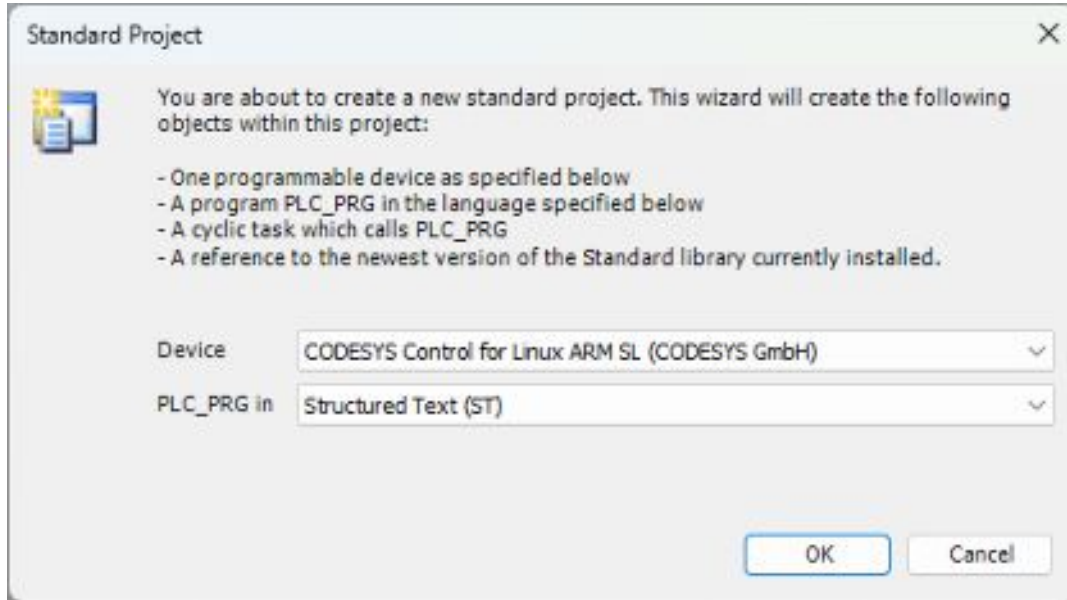 Standard Project
You are about to create a new standard project. This wizard will create the following
objects within this project:
- One programmable device as specified below
- A program PLC_PRG in the language specified below
- A cyclic task which calls PLC_PRG
- A reference to the newest version of the Standard library currently installed.
Device CODESYS Control for Linux ARM SL (CODESYS GmbH)
PLC_PRG in Structured Text (ST)
OK Cancel